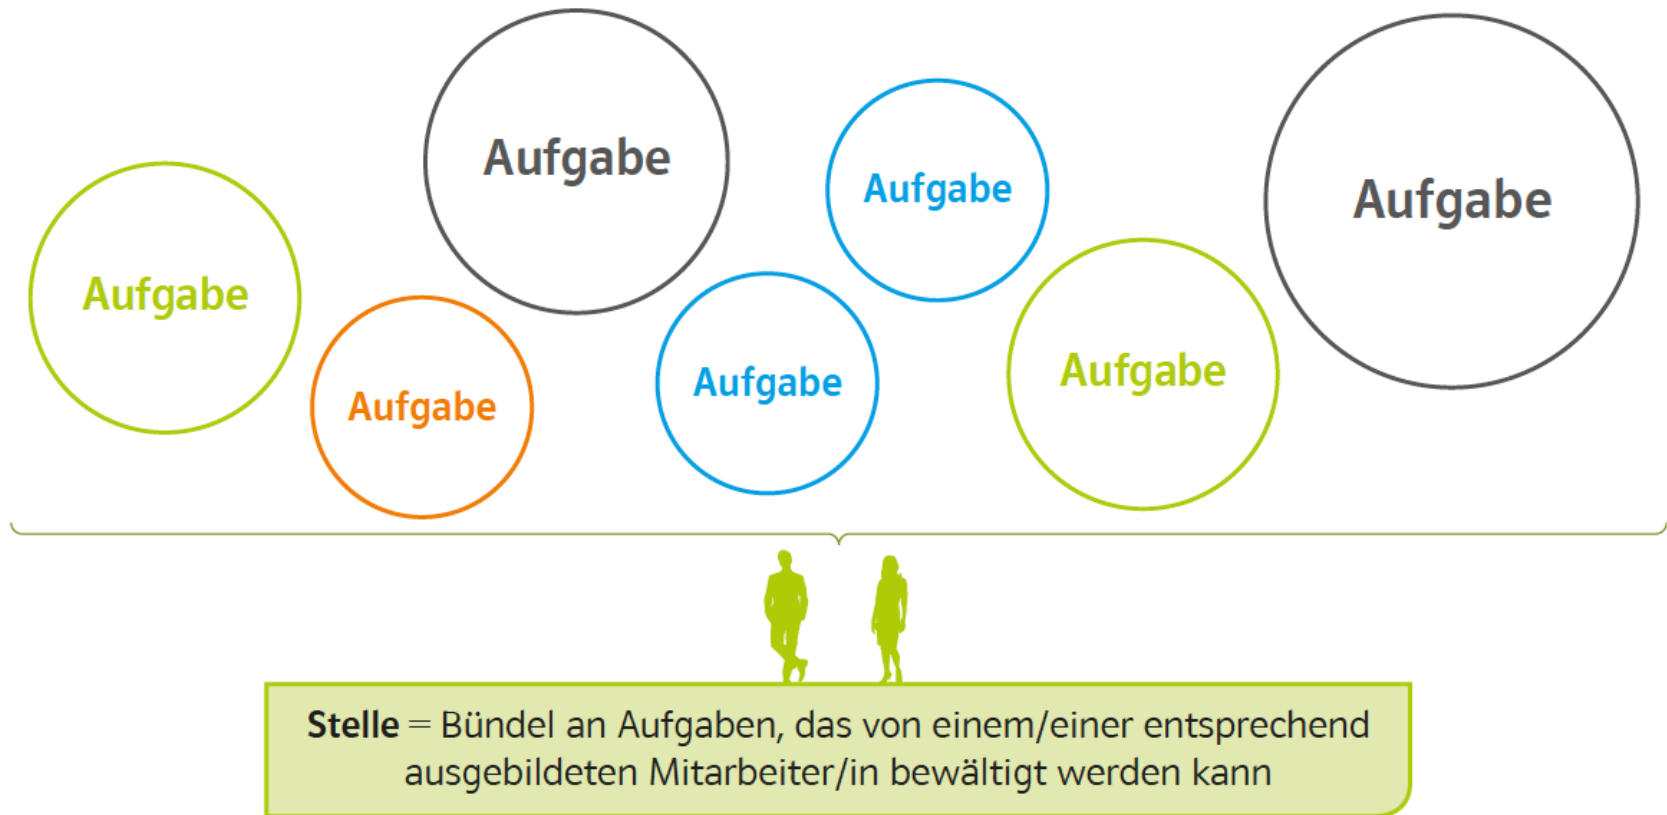 Aufgabe
Aufgabe
Aufgabe
Aufgabe
Aufgabe
Aufgabe
Aufgabe
Aufgabe
Stelle = Bündel an Aufgaben, das von einem/einer entsprechend
ausgebildeten Mitarbeiter/in bewältigt werden kann